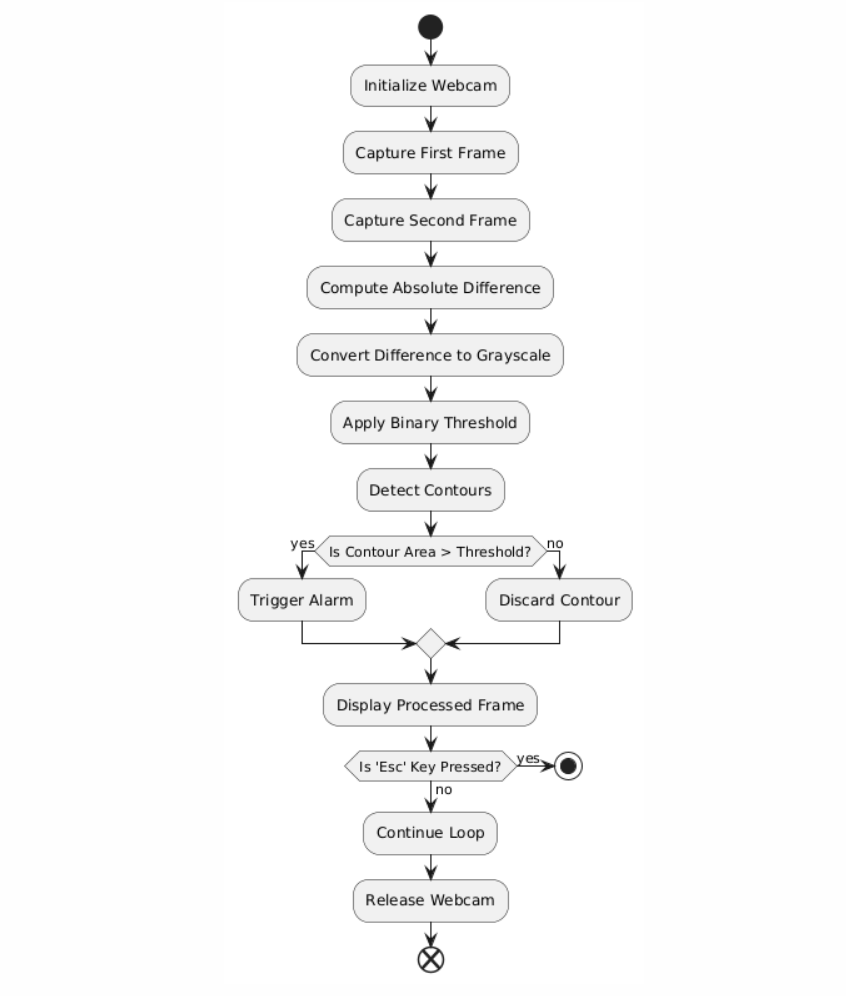 Initialize Webcam
Capture First Frame
Capture Second Frame
Compute Absolute Difference
Convert Difference to Grayscale
Apply Binary Threshold
Detect Contours
yes
Is Contour Area > Threshold?
no
Trigger Alarm
Discard Contour
Display Processed Frame
Is 'Esc' Key Pressed?
yes
no
Continue Loop
Release Webcam